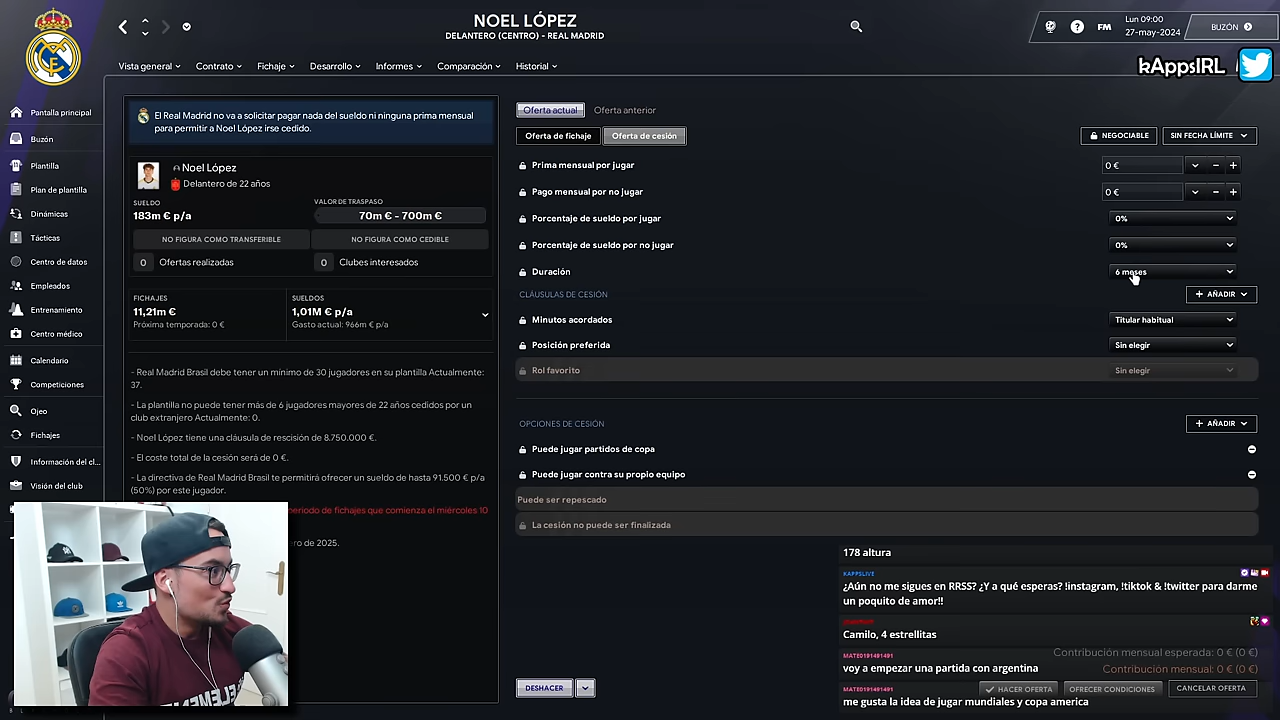 NOEL LÓPEZ
DELANTERO (CENTRO) - REAL MADRID
FM
Lun 09:00
27-may-2024
BUZÓN
kAppsIRL
Vista general
Contrato
Fichaje
Desarrollo
Informes
Comparación
Historial
Pantalla principal
Buzón
Plantilla
Plan de plantilla
Dinámicas
Tácticas
Centro de datos
Empleados
Entrenamiento
Centro médico
Calendario
Competiciones
Ojeo
Fichajes
Información del cl...
Visión del club
El Real Madrid no va a solicitar pagar nada del sueldo ni ninguna prima mensual
para permitir a Noel López irse cedido.
Noel López
Delantero de 22 años
SUELDO
183m € p/a
VALOR DE TRASPASO
70m € - 700m €
NO FIGURA COMO TRANSFERIBLE
NO FIGURA COMO CEDIBLE
0 Ofertas realizadas
0 Clubes interesados
FICHAJES
11,21m €
Próxima temporada: 0 €
SUELDOS
1,01M € p/a
Gasto actual: 966m € p/a
- Real Madrid Brasil debe tener un mínimo de 30 jugadores en su plantilla Actualmente:
37.
- La plantilla no puede tener más de 6 jugadores mayores de 22 años cedidos por un
club extranjero Actualmente: 0.
- Noel López tiene una cláusula de rescisión de 8.750.000 €.
- El coste total de la cesión será de 0 €.
- La directiva de Real Madrid Brasil te permitirá ofrecer un sueldo de hasta 91.500 € p/a
(50%) por este jugador.
periodo de fichajes que comienza el miércoles 10
ro de 2025.
Oferta actual
Oferta anterior
Oferta de fichaje
Oferta de cesión
NEGOCIABLE
SIN FECHA LÍMITE
Prima mensual por jugar
0 €
Pago mensual por no jugar
0 €
Porcentaje de sueldo por jugar
0%
Porcentaje de sueldo por no jugar
0%
Duración
6 meses
CLÁUSULAS DE CESIÓN
AÑADIR
Minutos acordados
Titular habitual
Posición preferida
Sin elegir
Rol favorito
Sin elegir
OPCIONES DE CESIÓN
AÑADIR
Puede jugar partidos de copa
Puede jugar contra su propio equipo
Puede ser repescado
La cesión no puede ser finalizada
178 altura
KAPPSLIVE
¿Aún no me sigues en RRSS? ¿Y a qué esperas? !instagram, !tiktok & !twitter para darme
un poquito de amor!!
Camilo, 4 estrellitas
MATEO191491491
Contribución mensual esperada: 0 € (0 €)
voy a empezar una partida con argentina
Contribución mensual: 0 € (0 €)
MATEO191491491
me gusta la idea de jugar mundiales y copa america
DESHACER
HACER OFERTA
OFRECER CONDICIONES
CANCELAR OFERTA